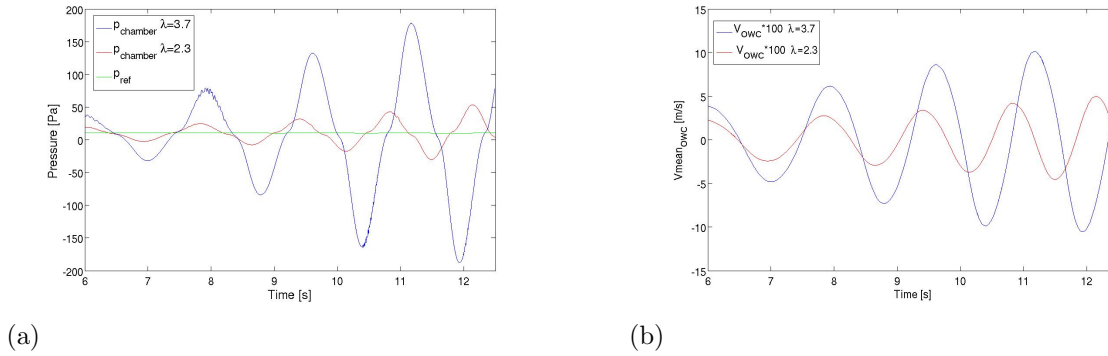 200
150
100
50
0
-50
-100
-150
-200
Pressure [Pa]
p_chamber λ=3.7
p_chamber λ=2.3
p_ref
6 7 8 9 10 11 12
Time [s]
(a)
15
10
5
0
-5
-10
-15
Vmean_owc [m/s]
V_owc*100 λ=3.7
V_owc*100 λ=2.3
6 7 8 9 10 11 12
Time [s]
(b)